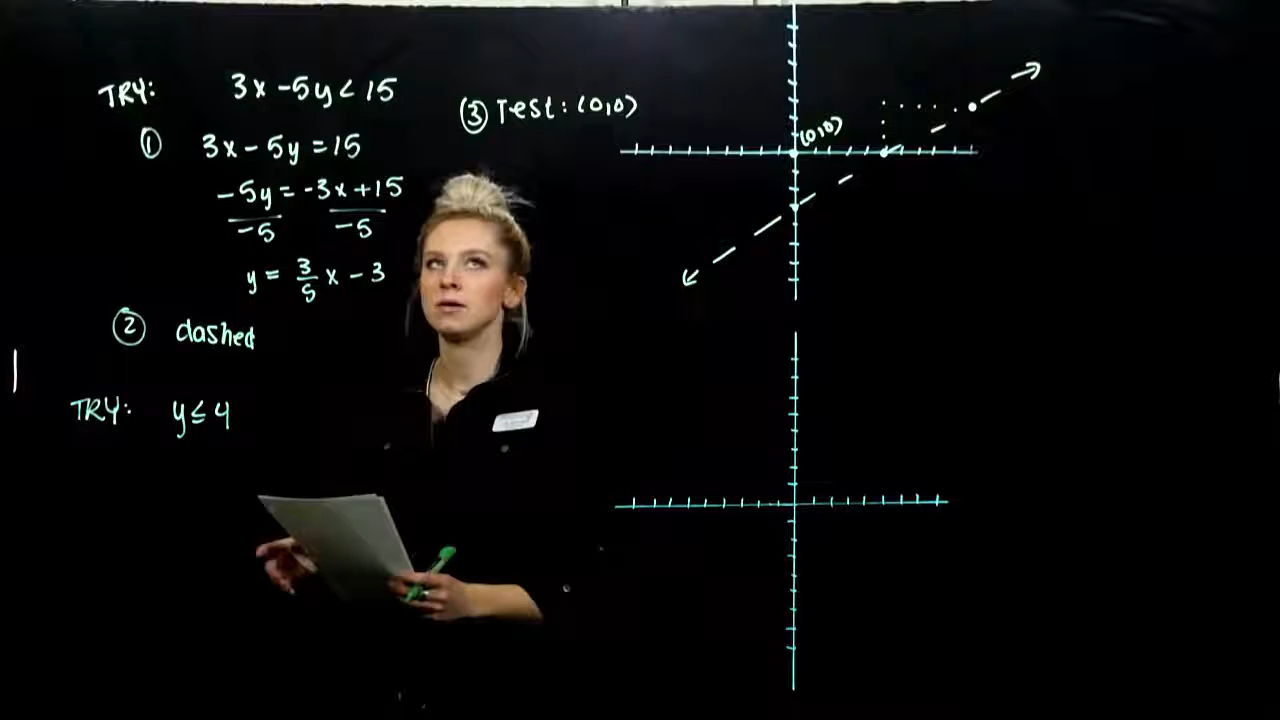 TRY: 3x - 5y < 15
① 3x - 5y = 15
-5y = -3x + 15
-5 -5
y = 3/5 x - 3
② dashed
TRY: y ≤ 4
③ Test: (0,0)
(0,0)